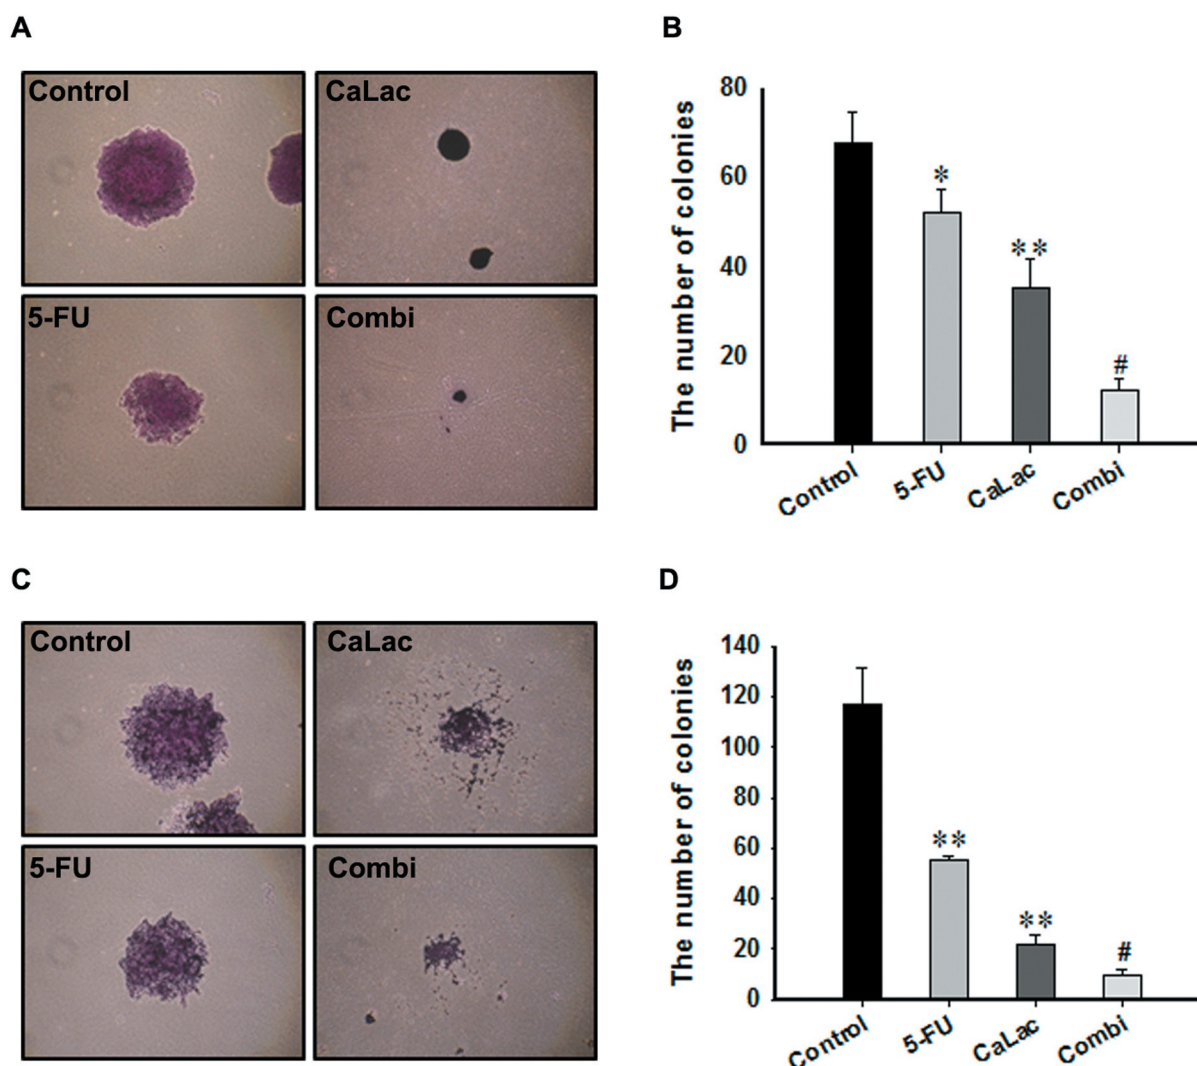 A
B
Control
CaLac
5-FU
Combi
The number of colonies
80
60
40
20
0
*
**
#
Control
5-FU
CaLac
Combi
C
D
Control
CaLac
5-FU
Combi
The number of colonies
140
120
100
80
60
40
20
0
**
**
#
Control
5-FU
CaLac
Combi